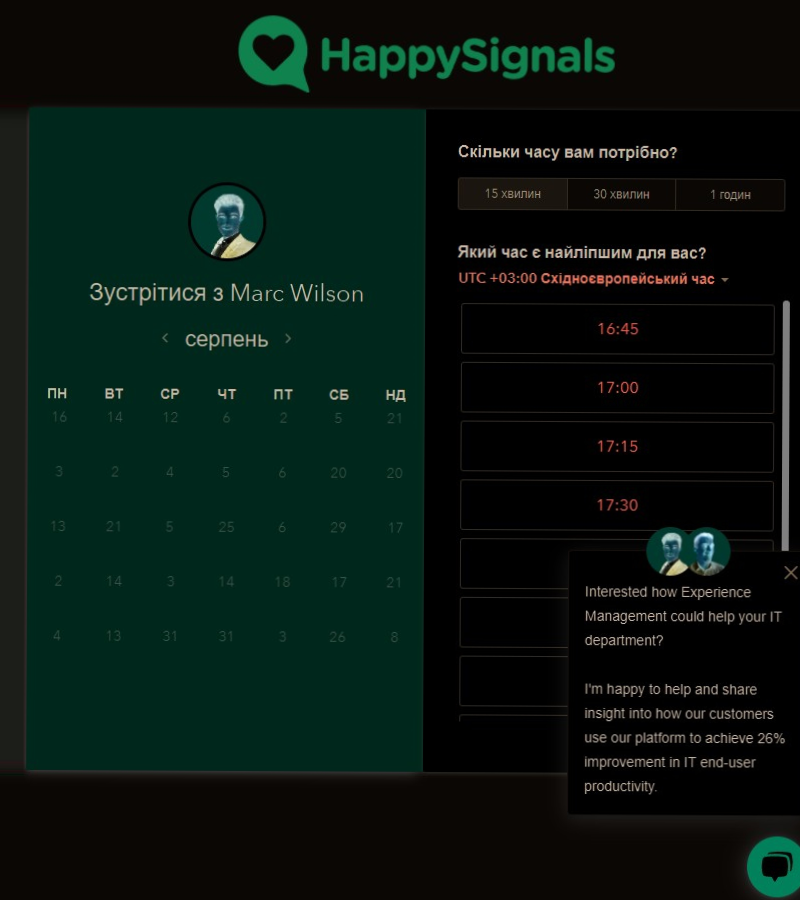 HappySignals
Зустрітися з Marc Wilson
серпень
ПН ВТ СР ЧТ ПТ СБ НД
16 14 12 6 2 5 21
3 2 4 5 6 20 20
13 21 5 25 6 29 17
2 14 3 14 18 17 21
4 13 31 31 3 26 8
Скільки часу вам потрібно?
15 хвилин 30 хвилин 1 годин
Який час є найліпшим для вас?
UTC +03:00 Східноєвропейський час
16:45
17:00
17:15
17:30
Interested how Experience
Management could help your IT
department?
I'm happy to help and share
insight into how our customers
use our platform to achieve 26%
improvement in IT end-user
productivity.